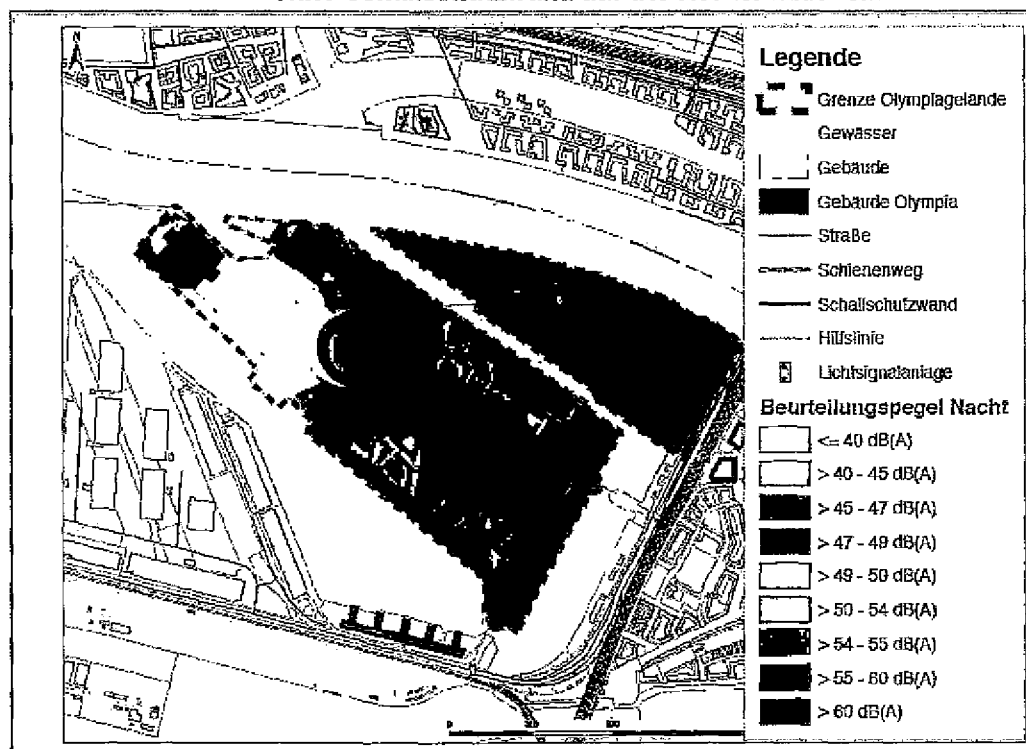 N
Legende
Grenze Olympiagelände
Gewässer
Gebäude
Gebäude Olympia
Straße
Schienenweg
Schallschutzwand
Hilfslinie
Lichtsignalanlage
Beurteilungspegel Nacht
<= 40 dB(A)
> 40 - 45 dB(A)
> 45 - 47 dB(A)
> 47 - 49 dB(A)
> 49 - 50 dB(A)
> 50 - 54 dB(A)
> 54 - 55 dB(A)
> 55 - 60 dB(A)
> 60 dB(A)
0